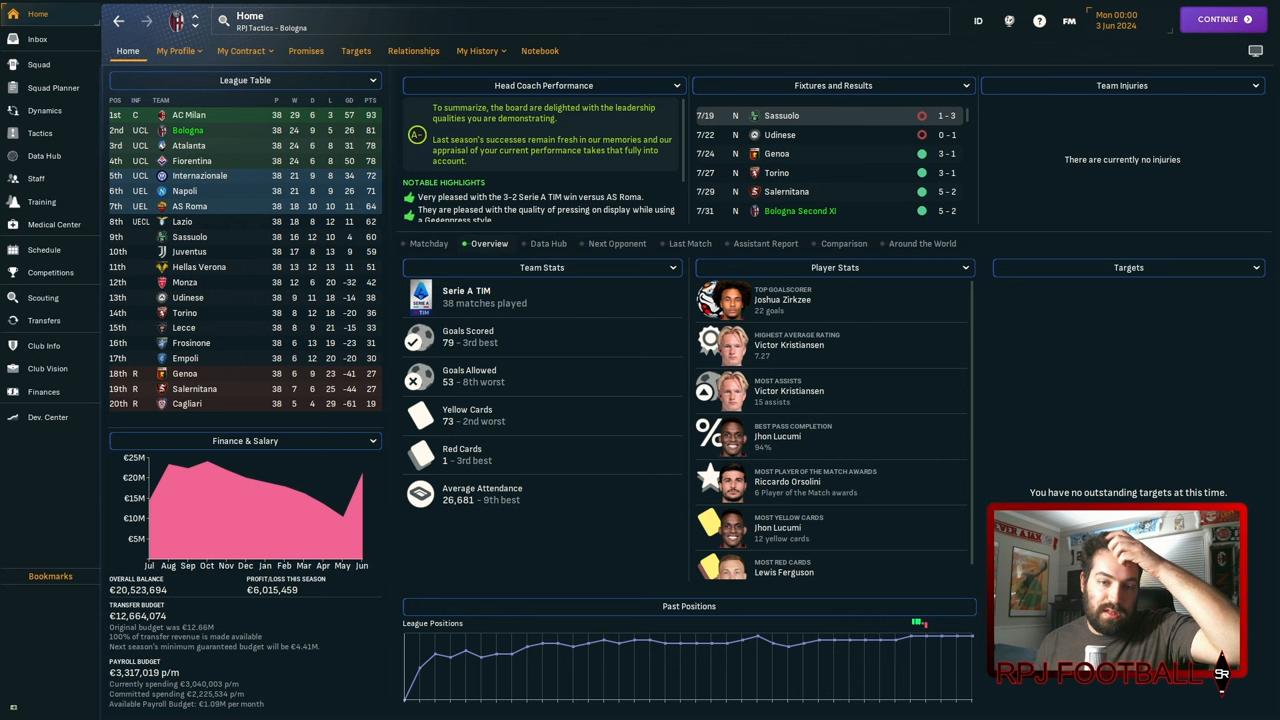 Home
Inbox
Squad
Squad Planner
Dynamics
Tactics
Data Hub
Staff
Training
Medical Center
Schedule
Competitions
Scouting
Transfers
Club Info
Club Vision
Finances
Dev. Center
Bookmarks
Home
RPJ Tactics - Bologna
ID
?
FM
Mon 00:00
3 Jun 2024
CONTINUE
Home
My Profile
My Contract
Promises
Targets
Relationships
My History
Notebook
League Table
POS INF TEAM P W D L GD PTS
1st C AC Milan 38 29 6 3 57 93
2nd UCL Bologna 38 24 9 5 26 81
3rd UCL Atalanta 38 24 6 8 31 78
4th UCL Fiorentina 38 24 6 8 50 78
5th UCL Internazionale 38 21 9 8 34 72
6th UEL Napoli 38 21 8 9 26 71
7th UEL AS Roma 38 18 10 10 11 64
8th UECL Lazio 38 18 8 12 11 62
9th Sassuolo 38 16 12 10 4 60
10th Juventus 38 17 8 13 9 59
11th Hellas Verona 38 13 12 13 11 51
12th Monza 38 12 6 20 -32 42
13th Udinese 38 9 11 18 -14 38
14th Torino 38 12 8 18 -20 36
15th Lecce 38 8 9 21 -15 33
16th Frosinone 38 6 13 19 -23 31
17th Empoli 38 6 12 20 -20 30
18th R Genoa 38 6 9 23 -41 27
19th R Salernitana 38 7 6 25 -44 27
20th R Cagliari 38 5 4 29 -61 19
Finance & Salary
€25M
€20M
€15M
€10M
€5M
Jul Aug Sep Oct Nov Dec Jan Feb Mar Apr May Jun
OVERALL BALANCE PROFIT/LOSS THIS SEASON
€20,523,694 €6,015,459
TRANSFER BUDGET
€12,664,074
Original budget was €12.66M
100% of transfer revenue is made available
Next season's minimum guaranteed budget will be €4.41M.
PAYROLL BUDGET
€3,317,019 p/m
Currently spending €3,040,003 p/m
Committed spending €2,225,534 p/m
Available Payroll Budget: €1.09M per month
Head Coach Performance
A-
To summarize, the board are delighted with the leadership
qualities you are demonstrating.
Last season's successes remain fresh in our memories and our
appraisal of your current performance takes that fully into
account.
NOTABLE HIGHLIGHTS
Very pleased with the 3-2 Serie A TIM win versus AS Roma.
They are pleased with the quality of pressing on display while using
a Gegenpress style
Fixtures and Results
7/19 N Sassuolo 1 - 3
7/22 N Udinese 0 - 1
7/24 N Genoa 3 - 1
7/27 N Torino 3 - 1
7/29 N Salernitana 5 - 2
7/31 N Bologna Second XI 5 - 2
Team Injuries
There are currently no injuries
Matchday
Overview
Data Hub
Next Opponent
Last Match
Assistant Report
Comparison
Around the World
Team Stats
SERIE A
TIM
Serie A TIM
38 matches played
Goals Scored
79 - 3rd best
Goals Allowed
53 - 8th worst
Yellow Cards
73 - 2nd worst
Red Cards
1 - 3rd best
Average Attendance
26,681 - 9th best
Player Stats
TOP GOALSCORER
Joshua Zirkzee
22 goals
HIGHEST AVERAGE RATING
Victor Kristiansen
7.27
MOST ASSISTS
Victor Kristiansen
15 assists
%
BEST PASS COMPLETION
Jhon Lucumi
94%
MOST PLAYER OF THE MATCH AWARDS
Riccardo Orsolini
6 Player of the Match awards
MOST YELLOW CARDS
Jhon Lucumi
12 yellow cards
MOST RED CARDS
Lewis Ferguson
Targets
You have no outstanding targets at this time.
Past Positions
League Positions
RPJ FOOTBALL